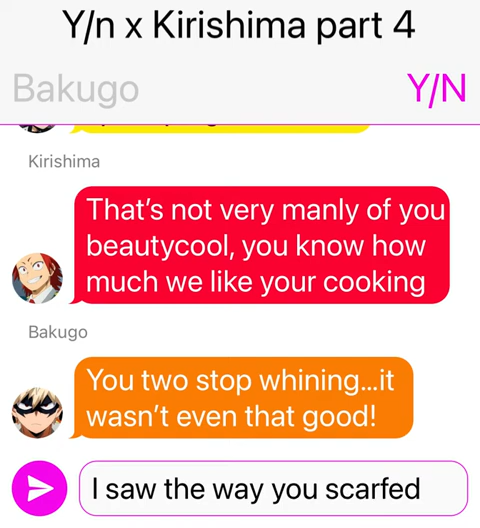 Y/n x Kirishima part 4
Bakugo
Y/N
Kirishima
That's not very manly of you
beautycool, you know how
much we like your cooking
Bakugo
You two stop whining...it
wasn't even that good!
I saw the way you scarfed